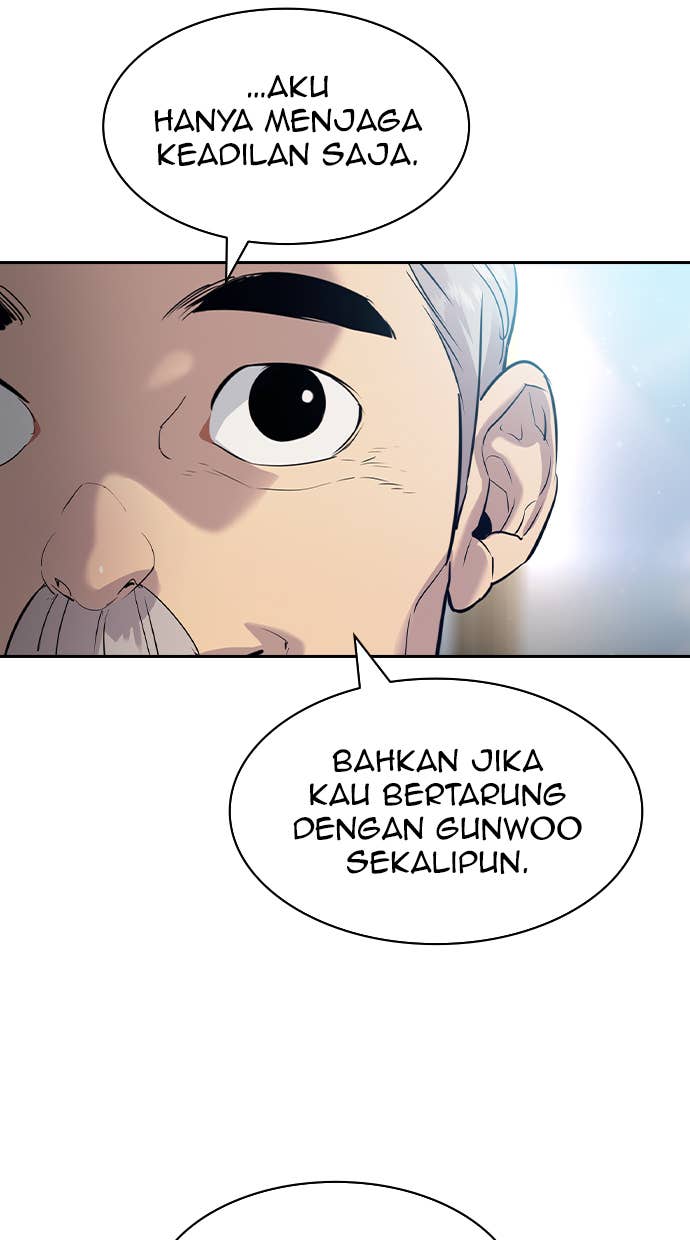 ...AKU
HANYA MENJAGA
KEADILAN SAJA.
BAHKAN JIKA
KAU BERTARUNG
DENGAN GUNWOO
SEKALIPUN.